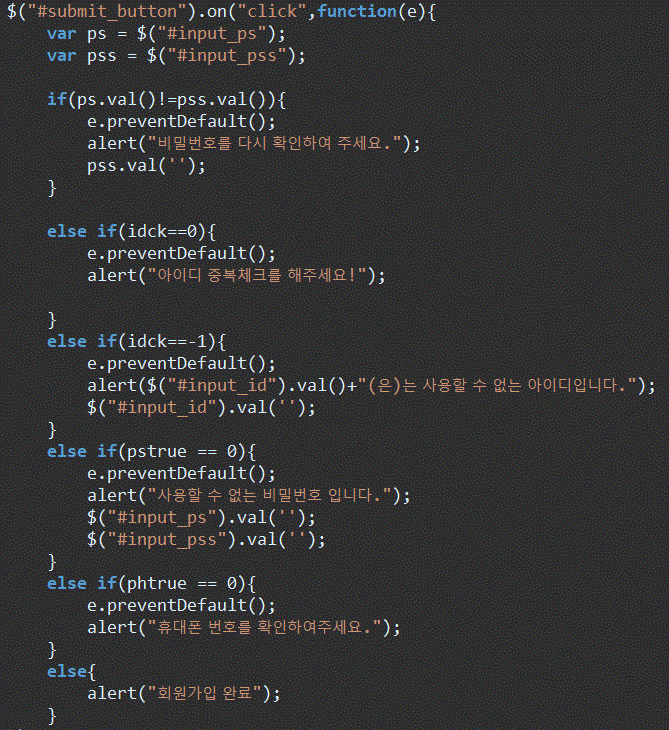 $("#submit_button").on("click",function(e){
var ps = $("#input_ps");
var pss = $("#input_pss");
if(ps.val()!=pss.val()){
e.preventDefault();
alert("비밀번호를 다시 확인하여 주세요.");
pss.val('');
}
else if(idck==0){
e.preventDefault();
alert("아이디 중복체크를 해주세요!");
}
else if(idck==-1){
e.preventDefault();
alert($("#input_id").val()+"(은)는 사용할 수 없는 아이디입니다.");
$("#input_id").val('');
}
else if(pstrue == 0){
e.preventDefault();
alert("사용할 수 없는 비밀번호 입니다.");
$("#input_ps").val('');
$("#input_pss").val('');
}
else if(phtrue == 0){
e.preventDefault();
alert("휴대폰 번호를 확인하여주세요.");
}
else{
alert("회원가입 완료");
}